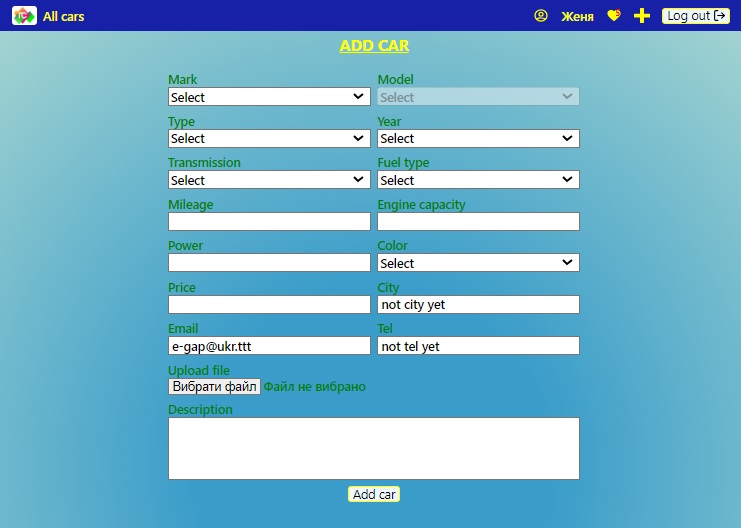 TC All cars Женя 5 Log out
ADD CAR
Mark Model
Select Select
Type Year
Select Select
Transmission Fuel type
Select Select
Mileage Engine capacity
Power Color
Select
Price City
not city yet
Email Tel
e-gap@ukr.ttt not tel yet
Upload file
Вибрати файл Файл не вибрано
Description
Add car